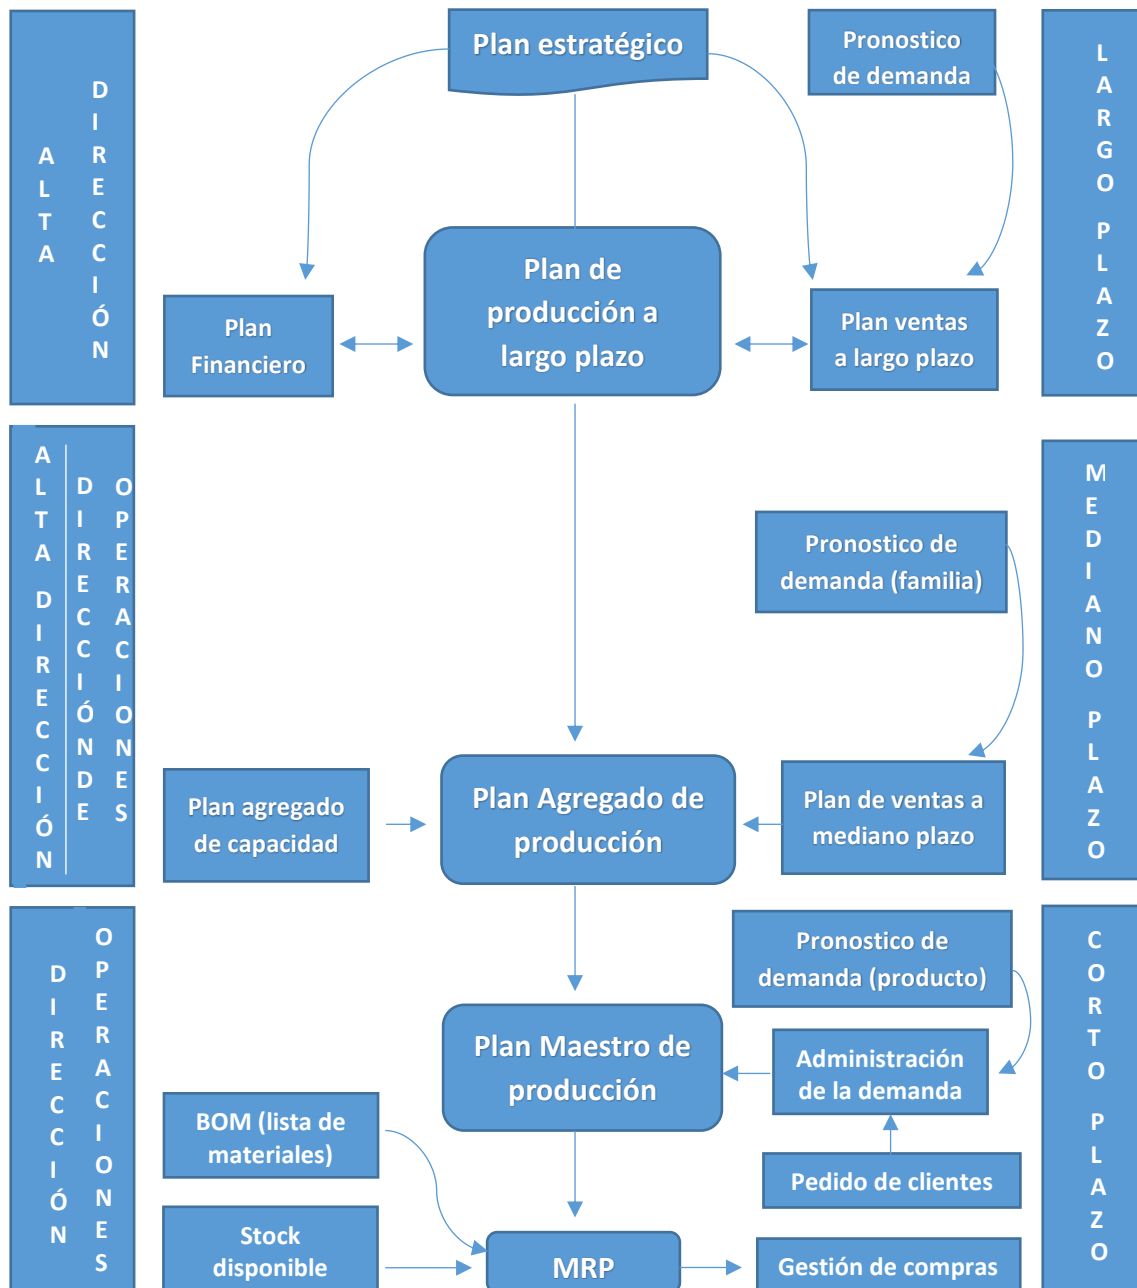 ALTA
DIRECCIÓN
Plan estratégico
Pronostico
de demanda
LARGO PLAZO
Plan
Financiero
Plan de
producción a
largo plazo
Plan ventas
a largo plazo
ALTA DIRECCIÓN
DIRECCIÓNDE
OPERACIONES
Pronostico de
demanda (familia)
MEDIANO PLAZO
Plan agregado
de capacidad
Plan Agregado de
producción
Plan de ventas a
mediano plazo
DIRECCIÓN
OPERACIONES
Pronostico de
demanda (producto)
CORTO PLAZO
Plan Maestro de
producción
Administración
de la demanda
BOM (lista de
materiales)
Pedido de clientes
Stock
disponible
MRP
Gestión de compras